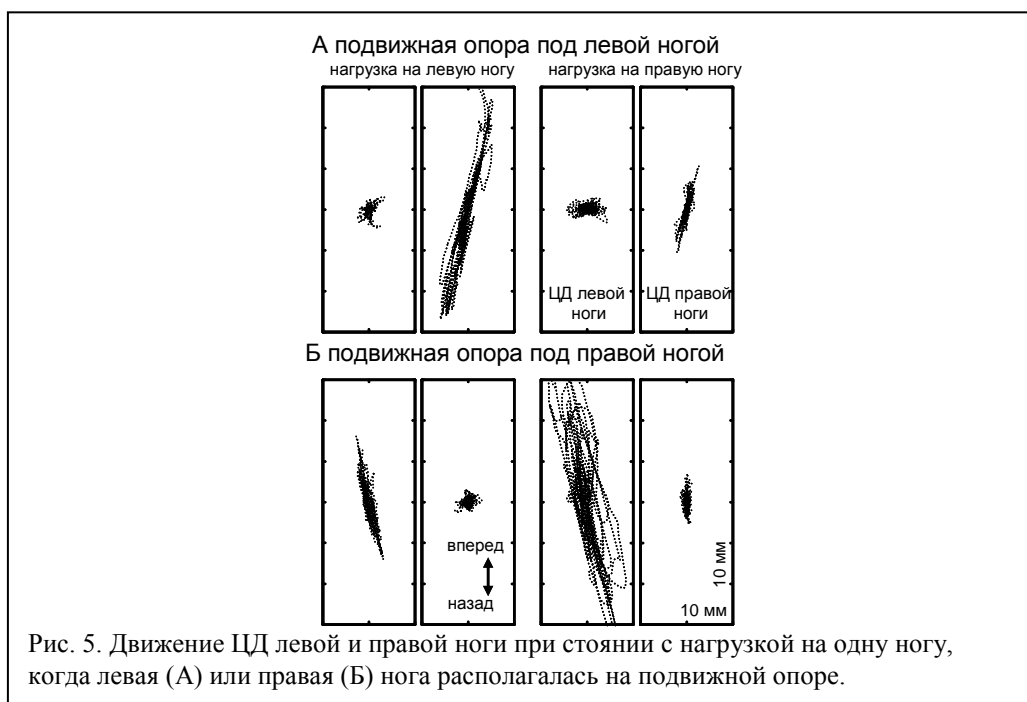 А подвижная опора под левой ногой
нагрузка на левую ногу
нагрузка на правую ногу
ЦД левой
ноги
ЦД правой
ноги
Б подвижная опора под правой ногой
вперед
назад
10 мм
10 мм
Рис. 5. Движение ЦД левой и правой ноги при стоянии с нагрузкой на одну ногу,
когда левая (А) или правая (Б) нога располагалась на подвижной опоре.